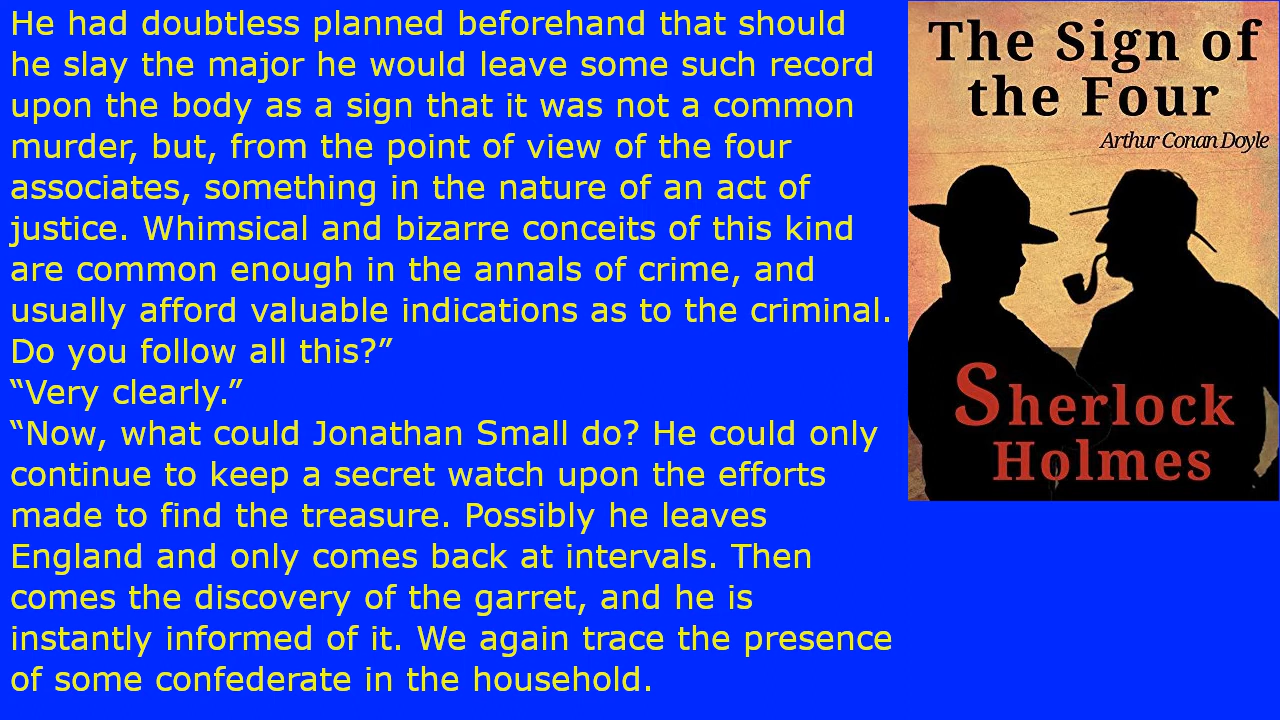 He had doubtless planned beforehand that should
he slay the major he would leave some such record
upon the body as a sign that it was not a common
murder, but, from the point of view of the four
associates, something in the nature of an act of
justice. Whimsical and bizarre conceits of this kind
are common enough in the annals of crime, and
usually afford valuable indications as to the criminal.
Do you follow all this?”
“Very clearly.”
“Now, what could Jonathan Small do? He could only
continue to keep a secret watch upon the efforts
made to find the treasure. Possibly he leaves
England and only comes back at intervals. Then
comes the discovery of the garret, and he is
instantly informed of it. We again trace the presence
of some confederate in the household.
The Sign of
the Four
Arthur Conan Doyle
Sherlock
Holmes